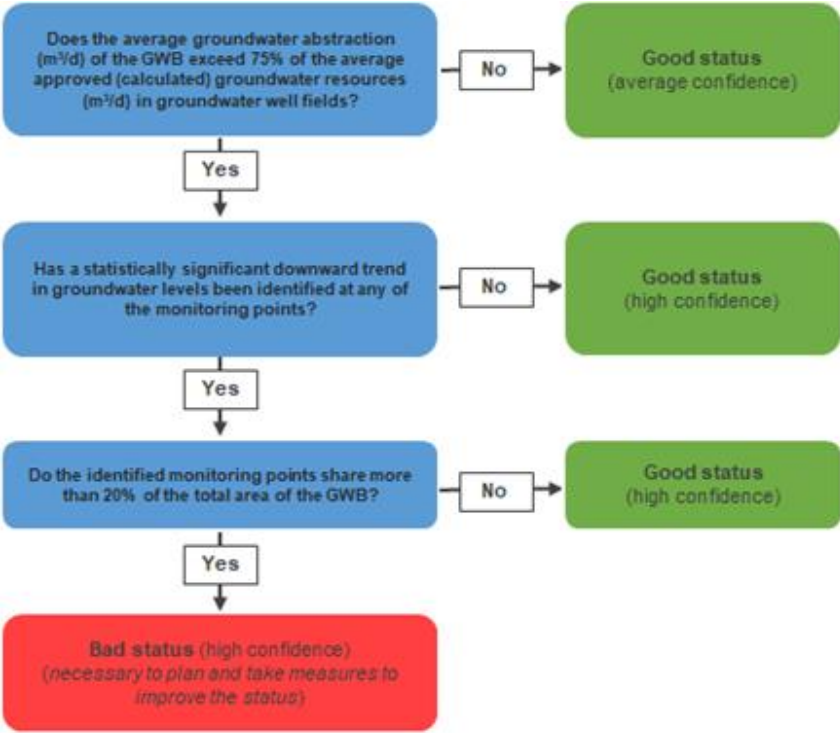 Does the average groundwater abstraction
(m³/d) of the GWB exceed 75% of the average
approved (calculated) groundwater resources
(m³/d) in groundwater well fields?
No
Good status
(average confidence)
Yes
Has a statistically significant downward trend
in groundwater levels been identified at any of
the monitoring points?
No
Good status
(high confidence)
Yes
Do the identified monitoring points share more
than 20% of the total area of the GWB?
No
Good status
(high confidence)
Yes
Bad status (high confidence)
(necessary to plan and take measures to
improve the status)